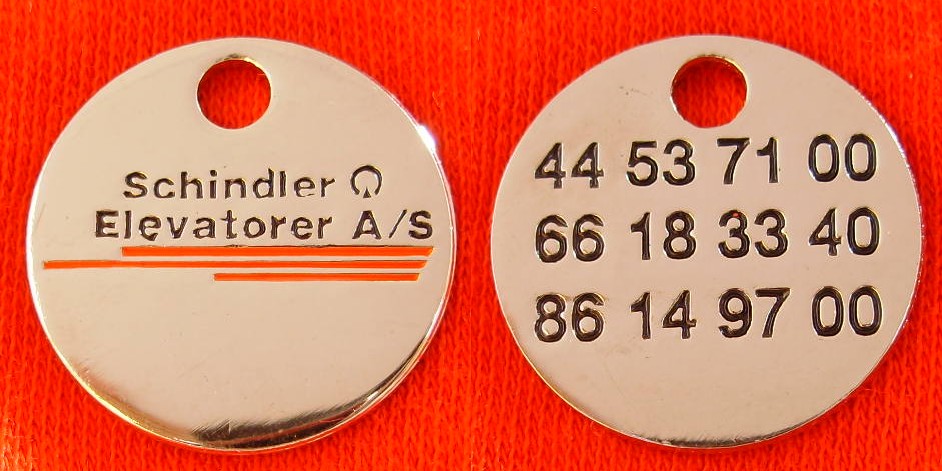 Schindler
Elevatorer A/S
44 53 71 00
66 18 33 40
86 14 97 00